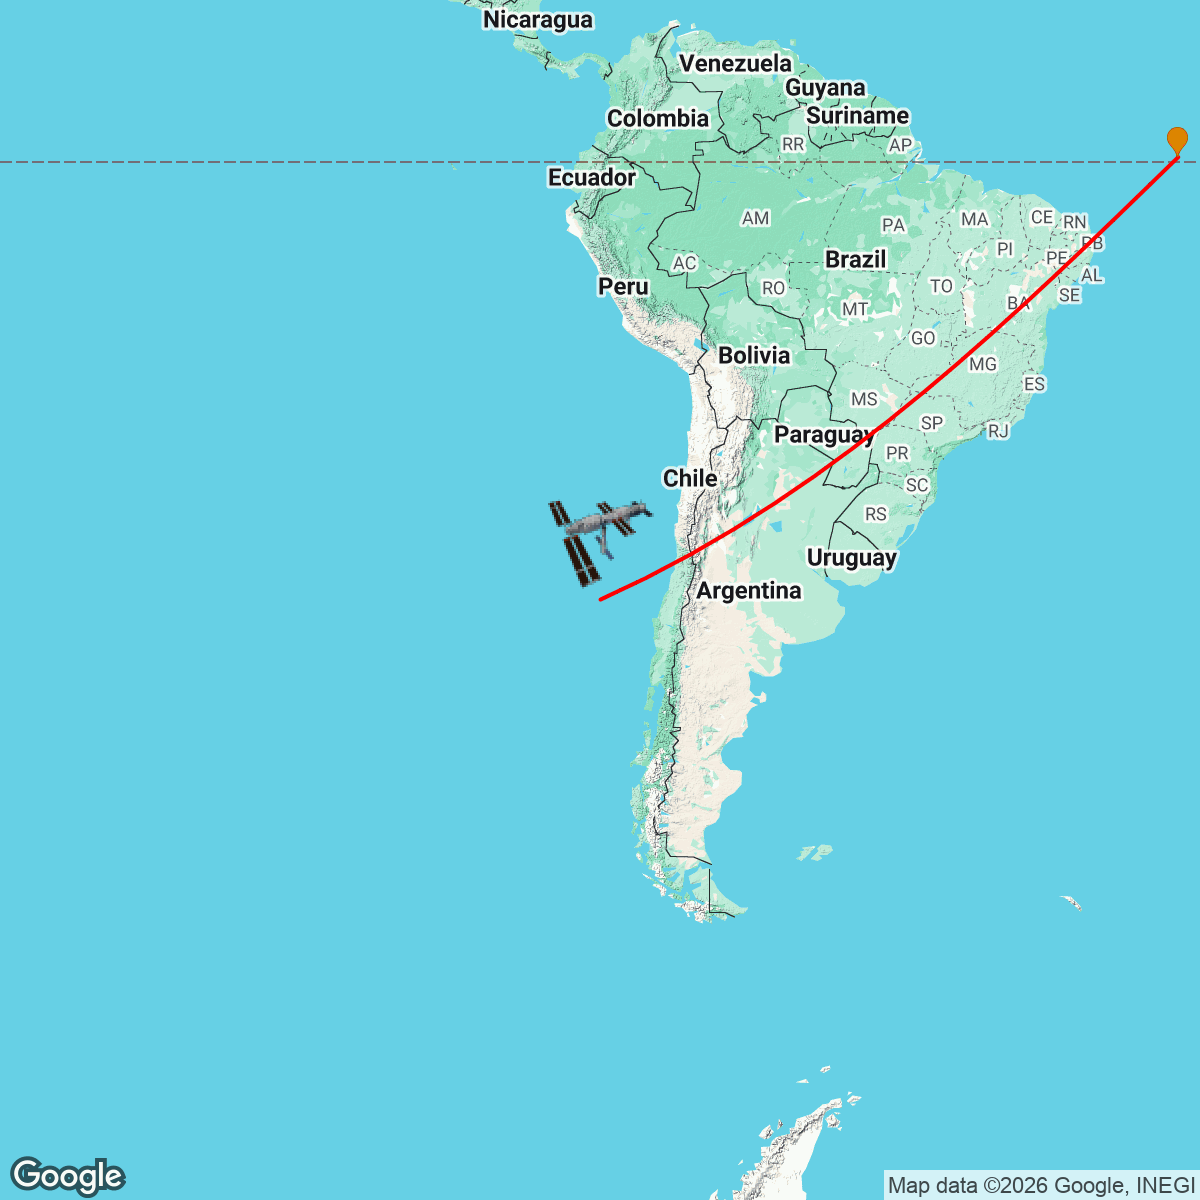 Nicaragua
Venezuela
Guyana
Suriname
Colombia
RR
AP
Ecuador
AM
PA
MA
CE
RN
PB
PI
PE
AC
Brazil
AL
TO
RO
SE
Peru
BA
MT
GO
Bolivia
MG
ES
MS
SP
RJ
Paraguay
PR
Chile
SC
RS
Uruguay
Argentina
Google
Map data ©2026 Google, INEGI